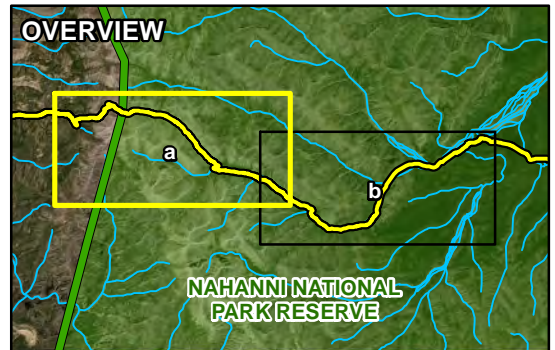 OVERVIEW
a
b
NAHANNI NATIONAL
PARK RESERVE